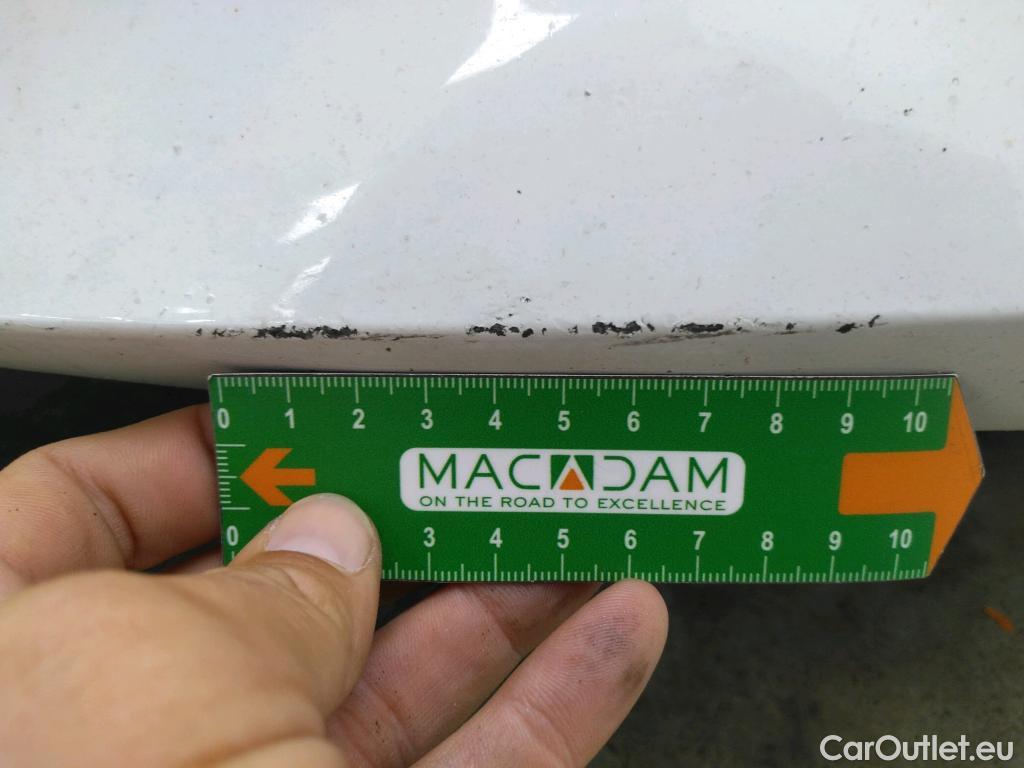 0 1 2 3 4 5 6 7 8 9 10
MACADAM
ON THE ROAD TO EXCELLENCE
0 3 4 5 6 7 8 9 10
CarOutlet.eu